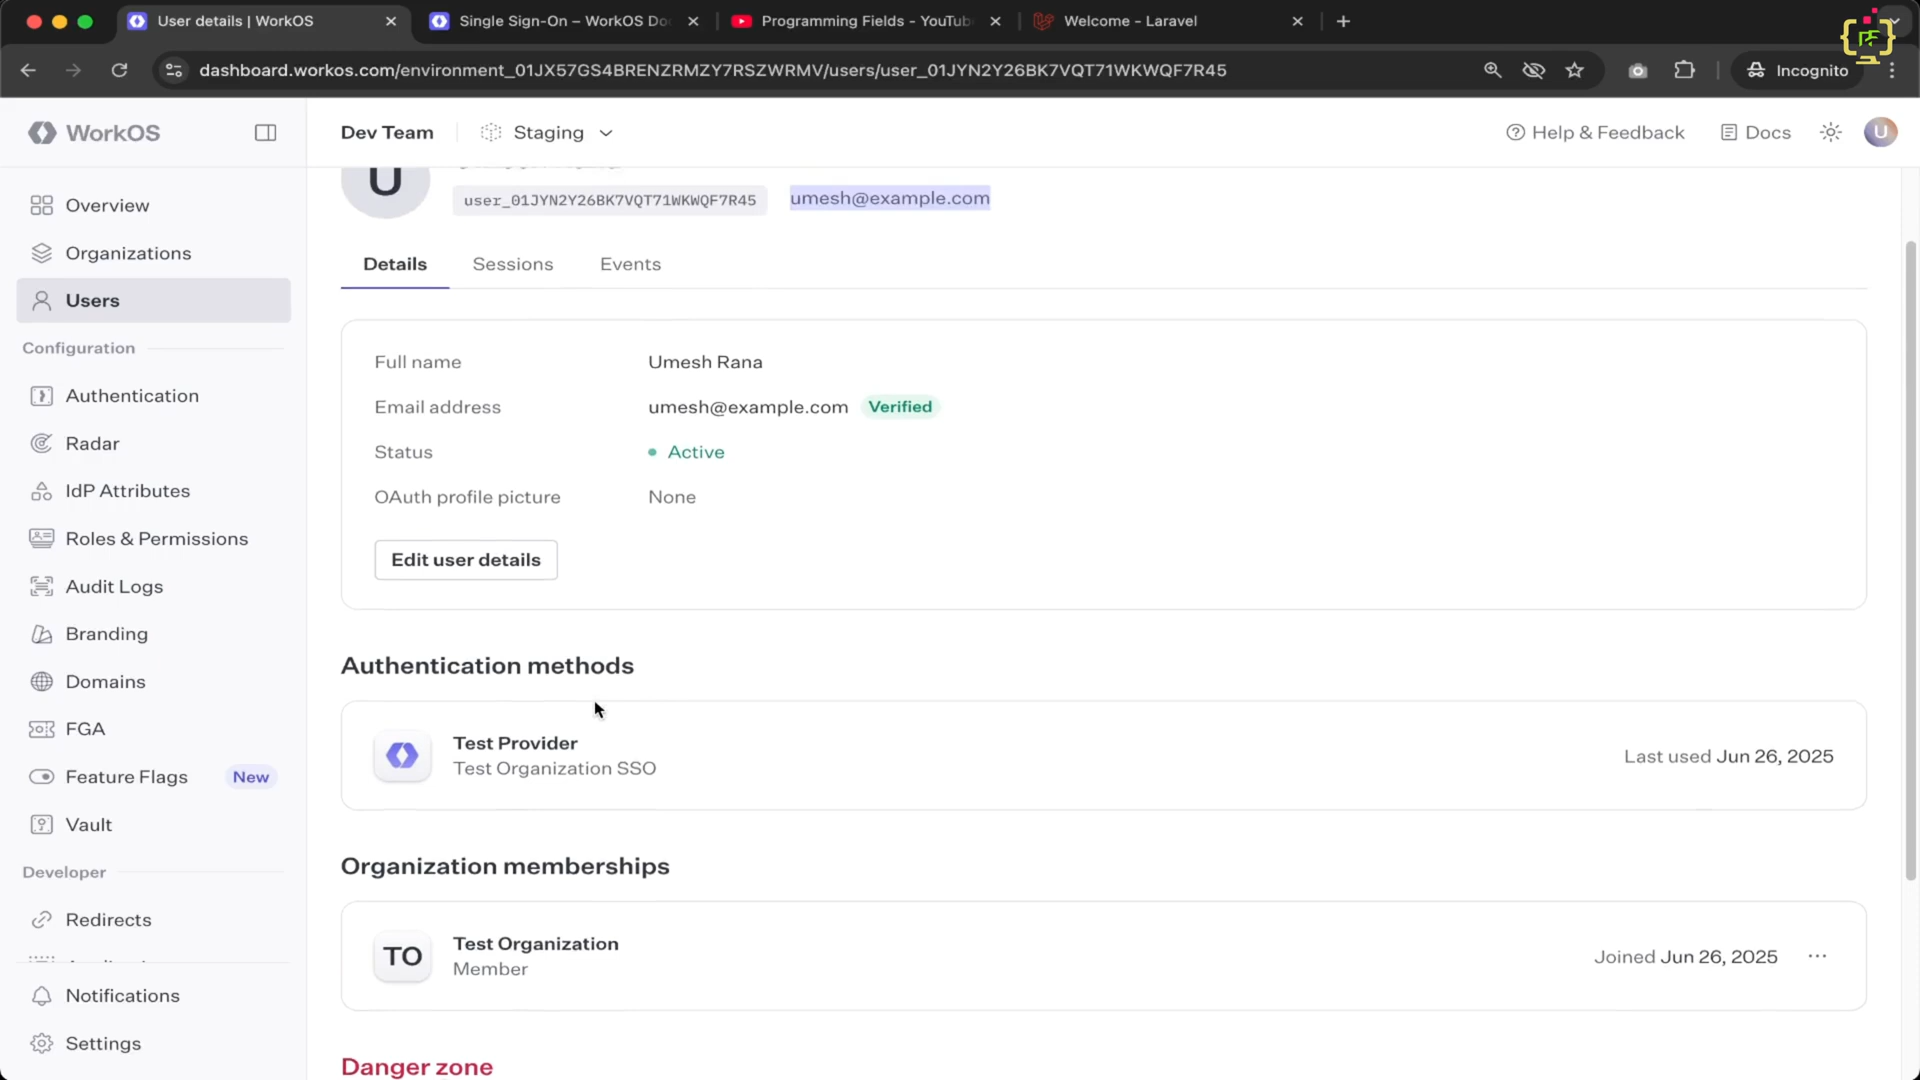 User details | WorkOS
Single Sign-On – WorkOS Do
Programming Fields - YouTub
Welcome - Laravel
dashboard.workos.com/environment_01JX57GS4BRENZRMZY7RSZWRMV/users/user_01JYN2Y26BK7VQT71WKWQF7R45
Incognito
WorkOS
Dev Team
Staging
Help & Feedback
Docs
U
Overview
Organizations
Users
Configuration
Authentication
Radar
IdP Attributes
Roles & Permissions
Audit Logs
Branding
Domains
FGA
Feature Flags New
Vault
Developer
Redirects
Notifications
Settings
U
user_01JYN2Y26BK7VQT71WKWQF7R45
umesh@example.com
Details
Sessions
Events
Full name Umesh Rana
Email address umesh@example.com Verified
Status Active
OAuth profile picture None
Edit user details
Authentication methods
Test Provider
Test Organization SSO
Last used Jun 26, 2025
Organization memberships
TO
Test Organization
Member
Joined Jun 26, 2025
Danger zone